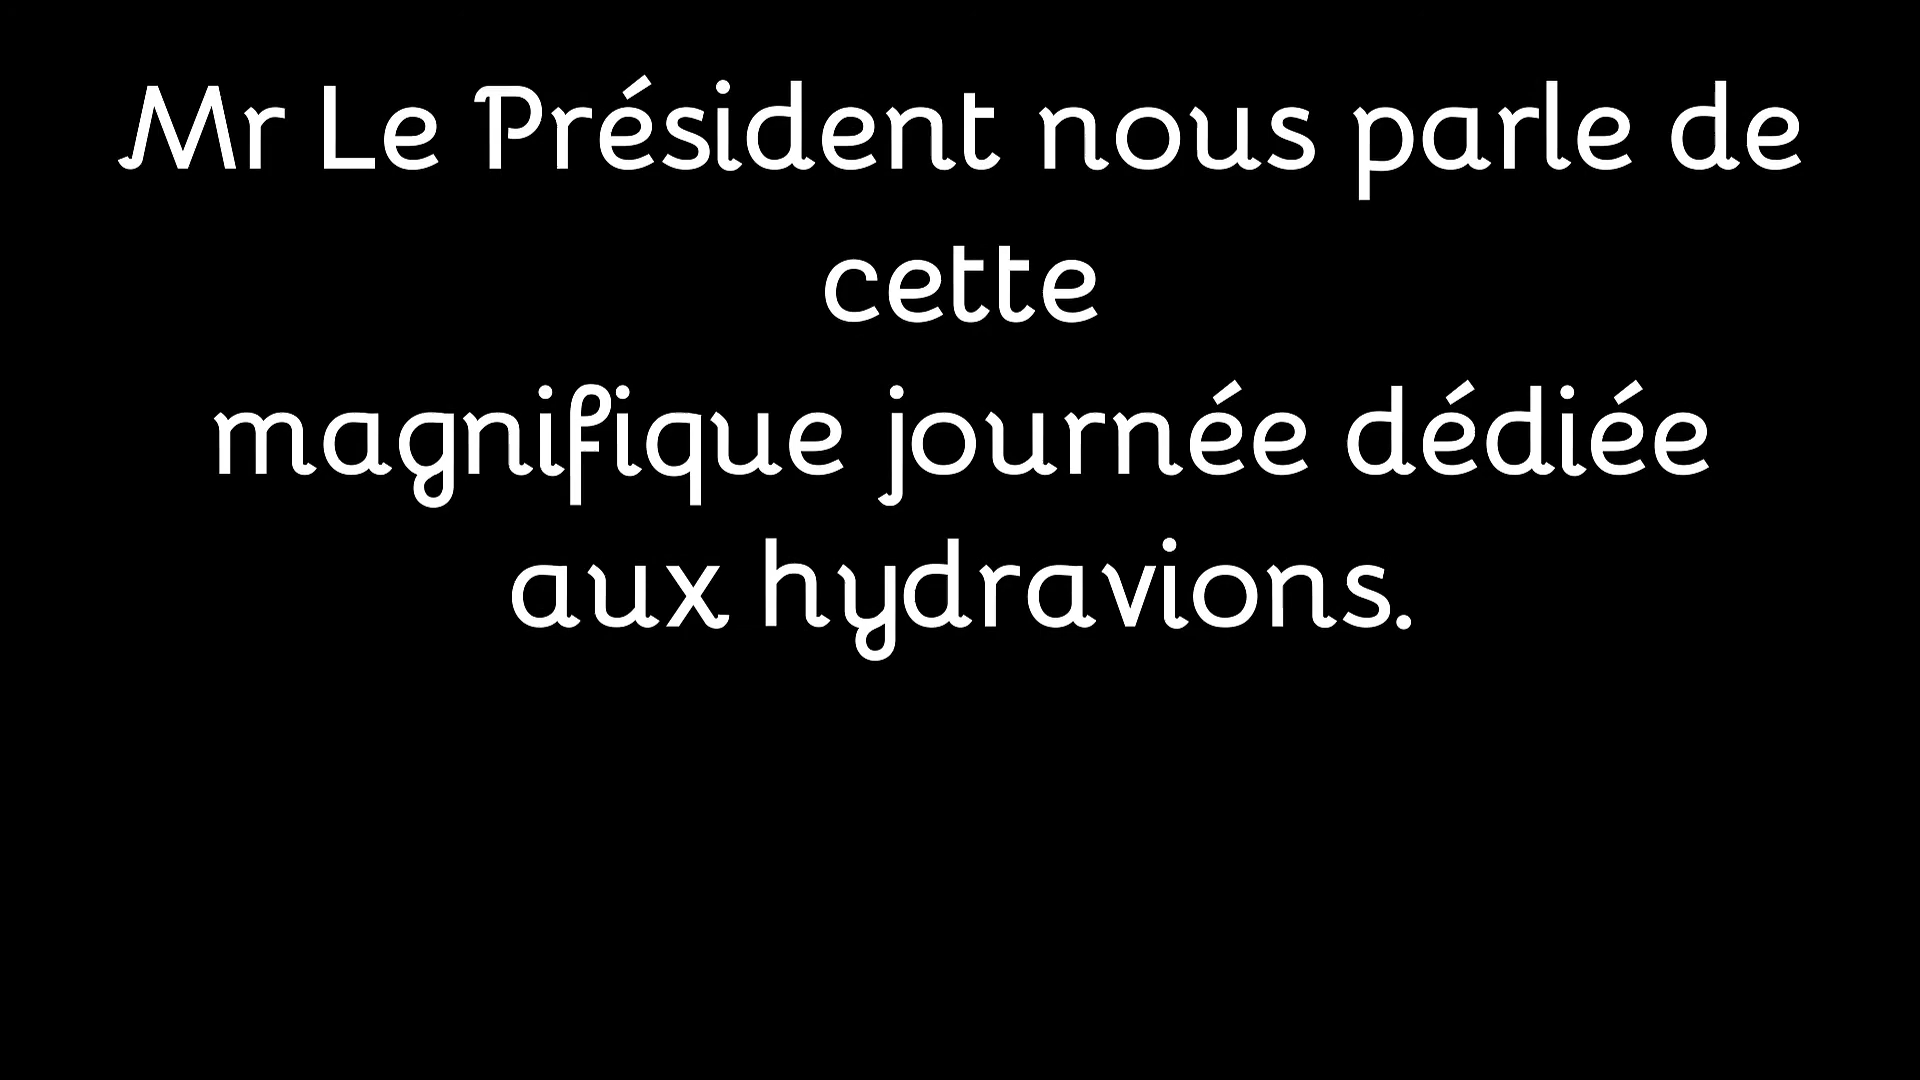 Mr Le Président nous parle de
cette
magnifique journée dédiée
aux hydravions.